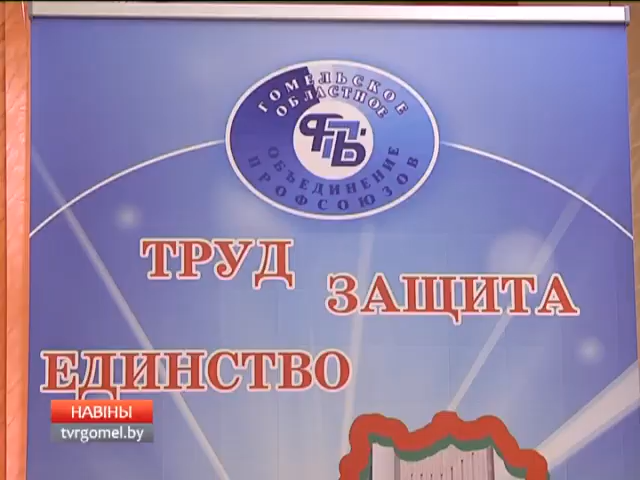 ГОМЕЛЬСКОЕ
ОБЛАСТНОЕ
ФПБ
ОБЪЕДИНЕНИЕ
ПРОФСОЮЗОВ
ТРУД
ЗАЩИТА
ЕДИНСТВО
НАВІНЫ
tvrgomel.by